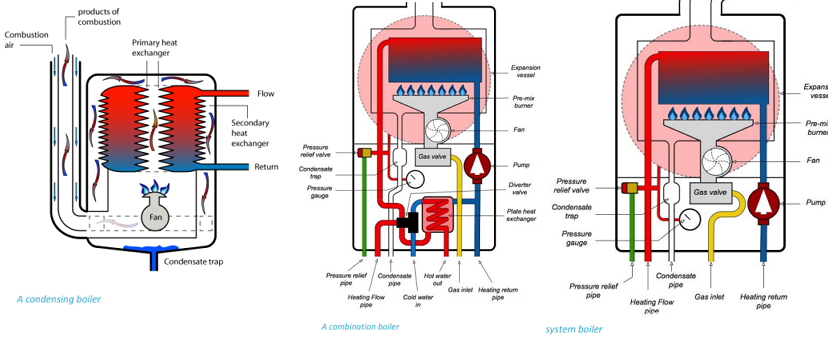 products of
combustion
Combustion
air
Primary heat
exchanger
Flow
Secondary
heat
exchanger
Return
Fan
Condensate trap
A condensing boiler
Expansion
vessel
Pre-mix
burner
Fan
Pressure
relief valve
Gas valve
Condensate
trap
Pump
Pressure
gauge
Diverter
valve
Plate heat
exchanger
Pressure relief
pipe
Heating Flow
pipe
Condensate
pipe
Cold water
in
Hot water
out
Gas inlet
Heating return
pipe
A combination boiler
Expans
vesse
Pre-mi
burner
Fan
Pressure
relief valve
Gas valve
Condensate
trap
Pump
Pressure
gauge
Pressure relief
pipe
Heating Flow
pipe
Condensate
pipe
Gas inlet
Heating return
pipe
system boiler